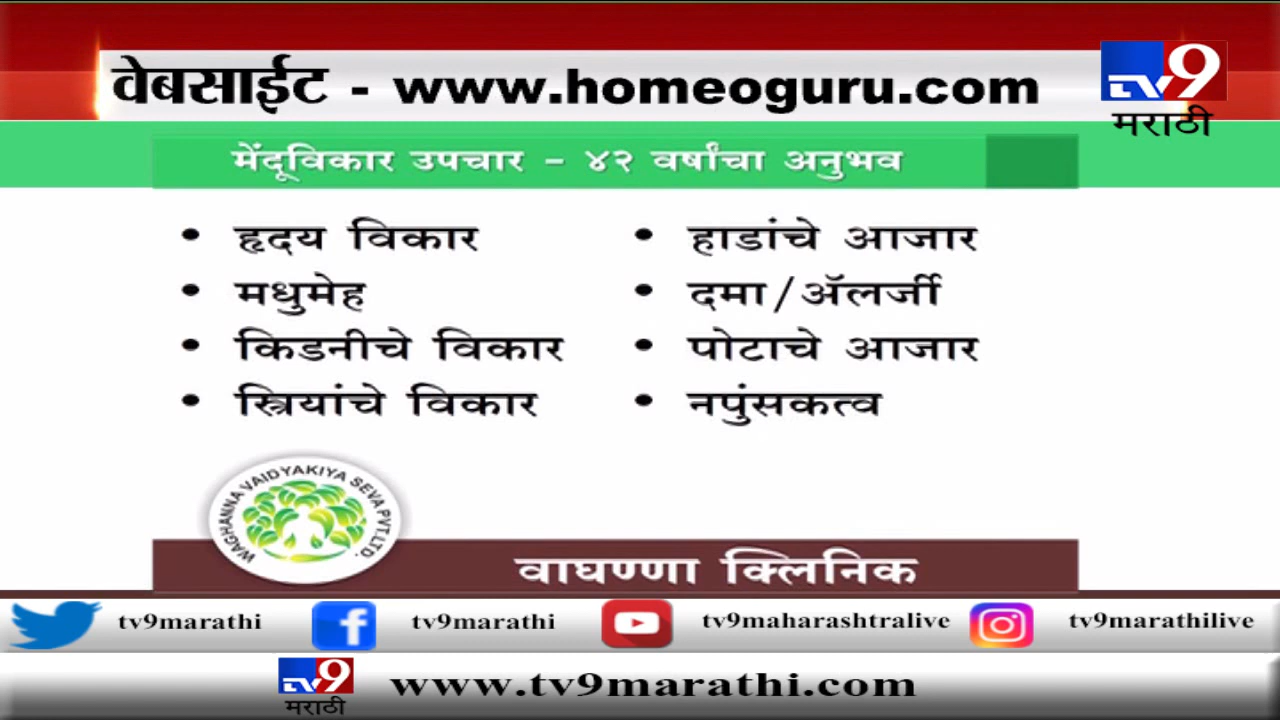 वेबसाईट - www.homeoguru.com
TV9
मराठी
मेंदूविकार उपचार - ४२ वर्षांचा अनुभव
• हृदय विकार
• मधुमेह
• किडनीचे विकार
• स्त्रियांचे विकार
• हाडांचे आजार
• दमा/ॲलर्जी
• पोटाचे आजार
• नपुंसकत्व
WAGHANNA VAIDYAKIYA SEVA PVT.LTD.
वाघण्णा क्लिनिक
tv9marathi tv9marathi tv9maharashtralive tv9marathilive
TV9
मराठी
www.tv9marathi.com